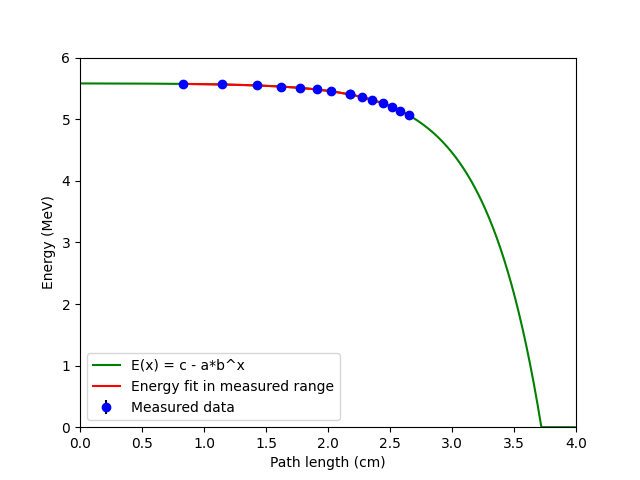 6
5
4
3
2
1
0
Energy (MeV)
E(x) = c - a*b^x
Energy fit in measured range
Measured data
0.0 0.5 1.0 1.5 2.0 2.5 3.0 3.5 4.0
Path length (cm)